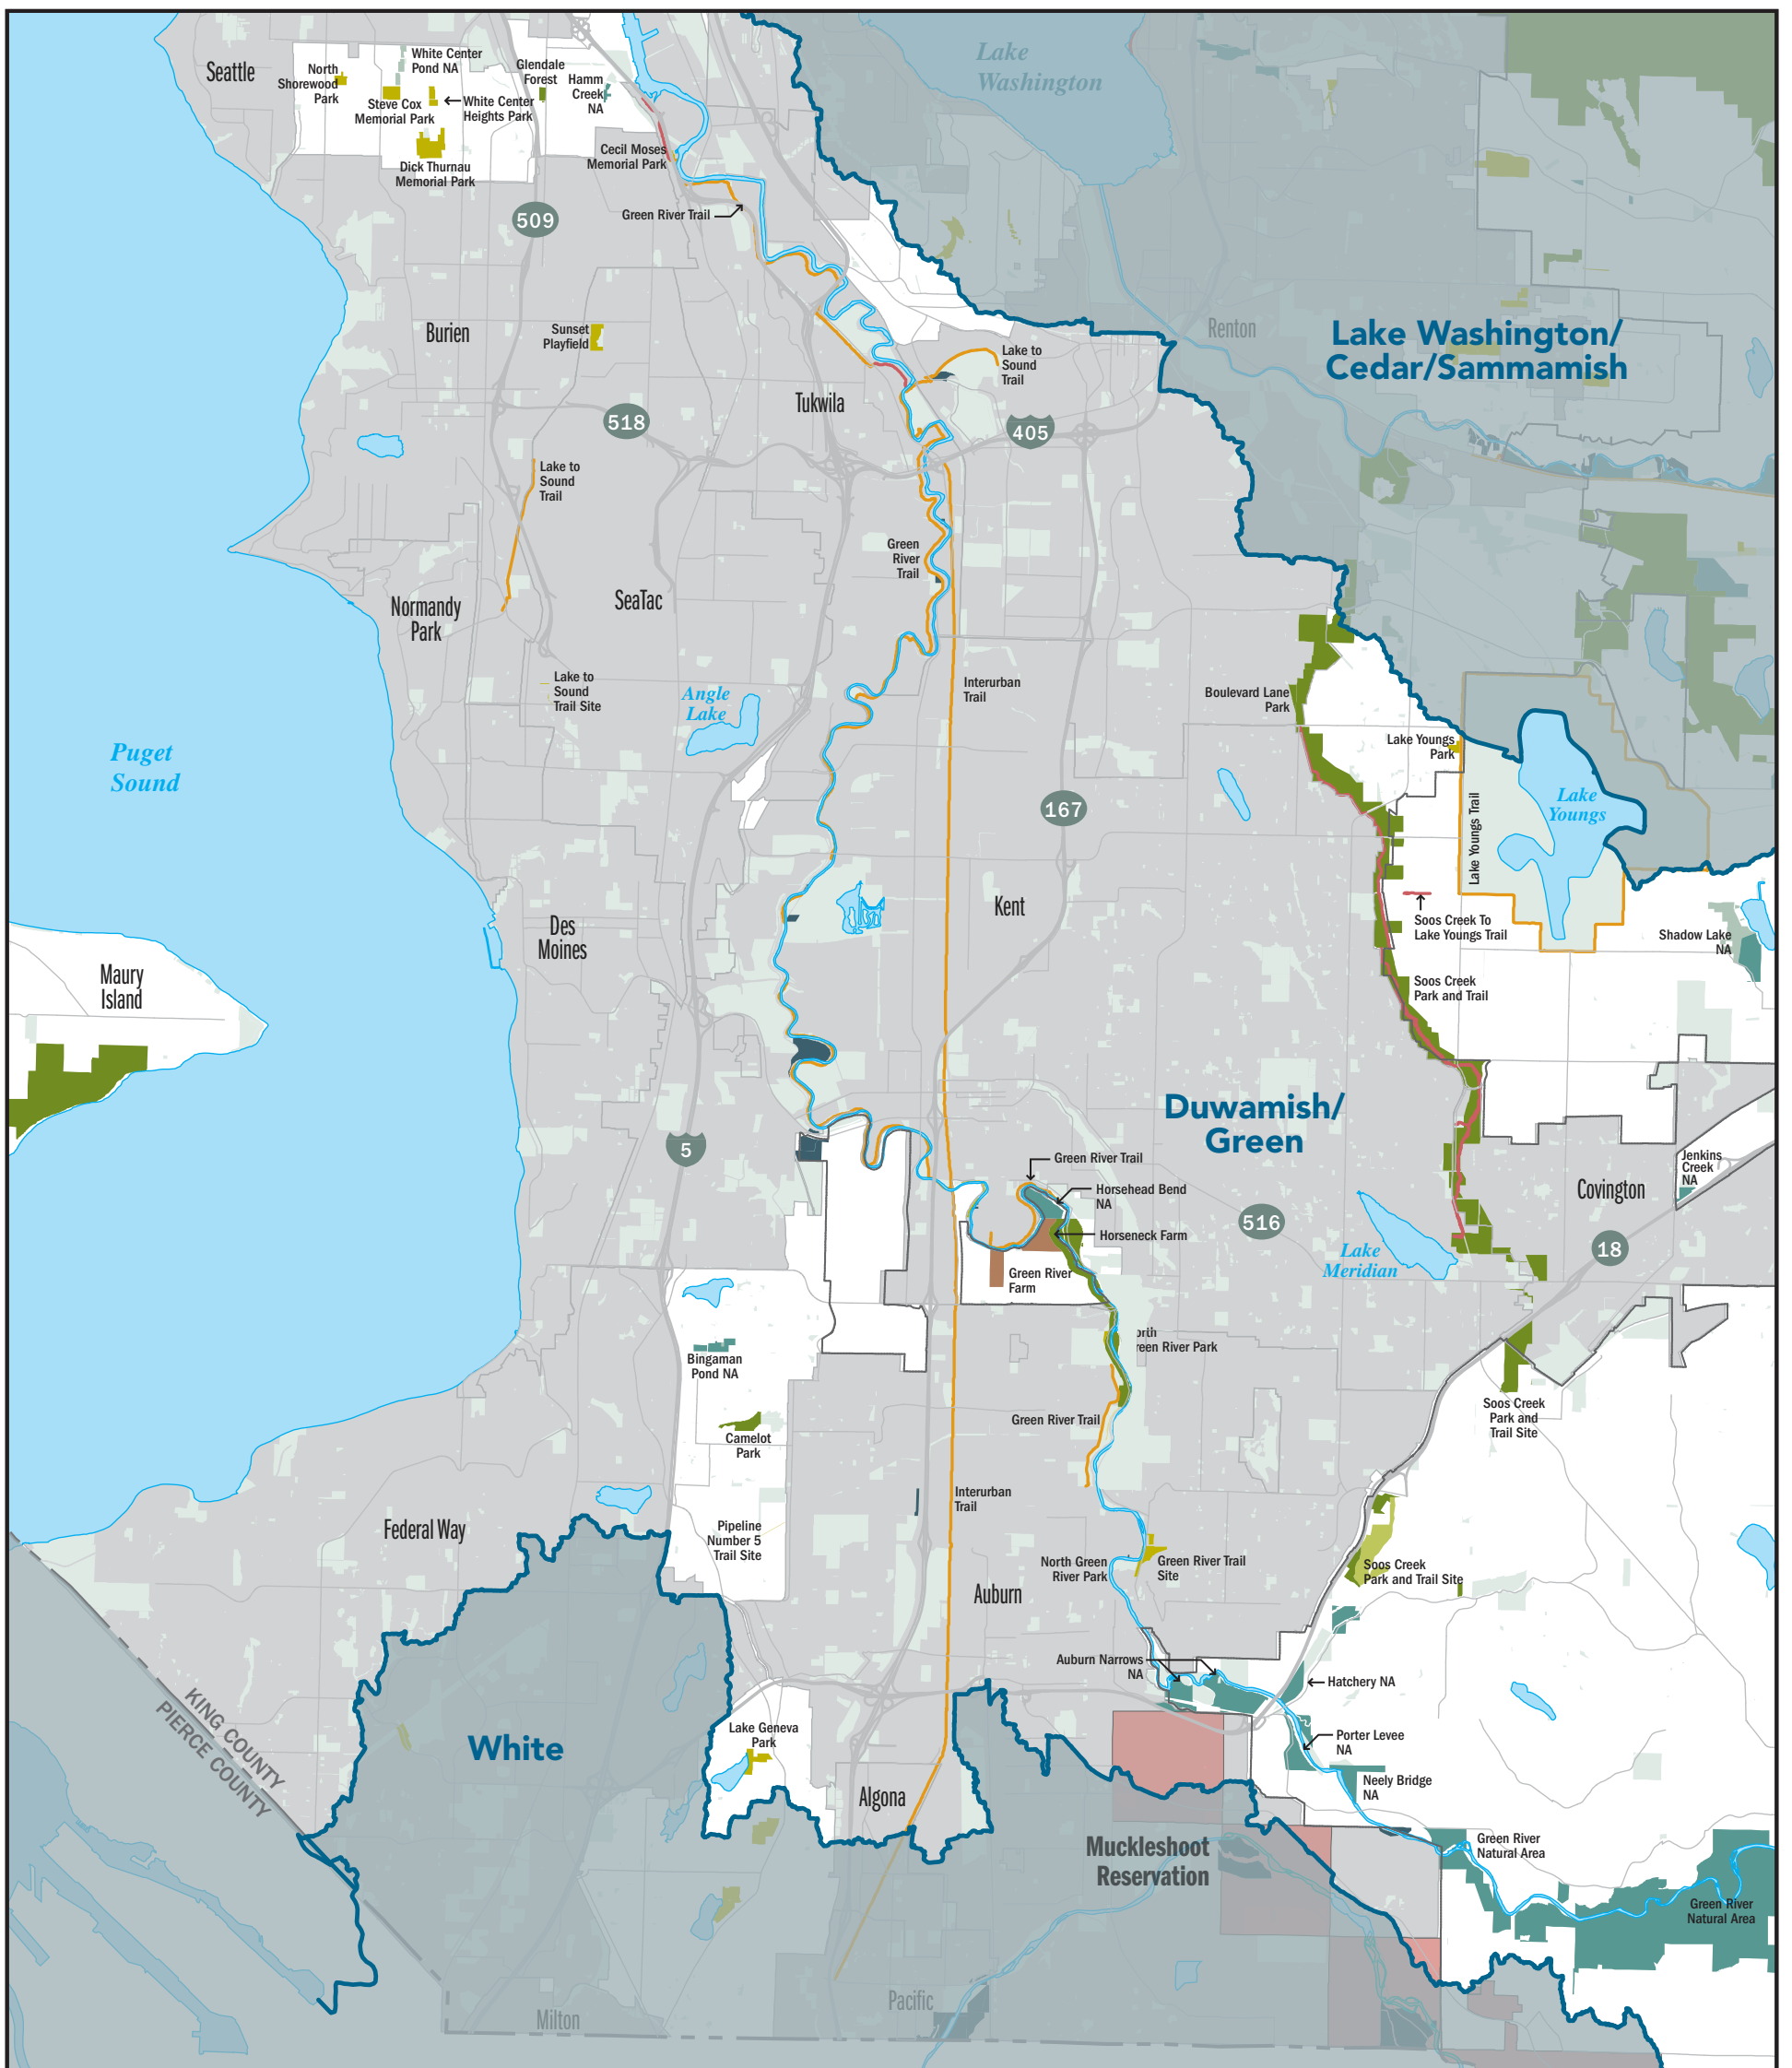 Seattle
North
Shorewood
Park
White Center
Pond NA
Steve Cox
Memorial Park
White Center
Heights Park
Glendale
Forest
Hamm
Creek
NA
Dick Thurnau
Memorial Park
Cecil Moses
Memorial Park
Green River Trail
509
Lake
Washington
Burien
Sunset
Playfield
Renton
Lake Washington/
Cedar/Sammamish
Lake to
Sound
Trail
Tukwila
518
405
Lake to
Sound
Trail
Green
River
Trail
Normandy
Park
SeaTac
Lake to
Sound
Trail Site
Angle
Lake
Interurban
Trail
Boulevard Lane
Park
Lake Youngs
Park
Puget
Sound
Lake Youngs Trail
Lake
Youngs
167
Kent
Des
Moines
Soos Creek To
Lake Youngs Trail
Shadow Lake
NA
Maury
Island
Soos Creek
Park and Trail
Duwamish/
Green
5
Green River Trail
Horsehead Bend
NA
Horseneck Farm
Green River
Farm
Jenkins
Creek
NA
Covington
516
18
Lake
Meridian
orth
reen River Park
Bingaman
Pond NA
Camelot
Park
Green River Trail
Soos Creek
Park and
Trail Site
Interurban
Trail
Federal Way
Pipeline
Number 5
Trail Site
North Green
River Park
Green River Trail
Site
Soos Creek
Park and Trail Site
Auburn
Auburn Narrows
NA
Hatchery NA
KING COUNTY
PIERCE COUNTY
White
Lake Geneva
Park
Porter Levee
NA
Neely Bridge
NA
Algona
Muckleshoot
Reservation
Green River
Natural Area
Green River
Natural Area
Pacific
Milton